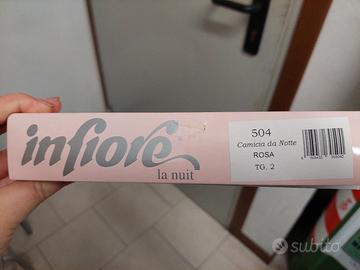 infiore
la nuit
504
Camicia da Notte
ROSA
TG. 2
subito